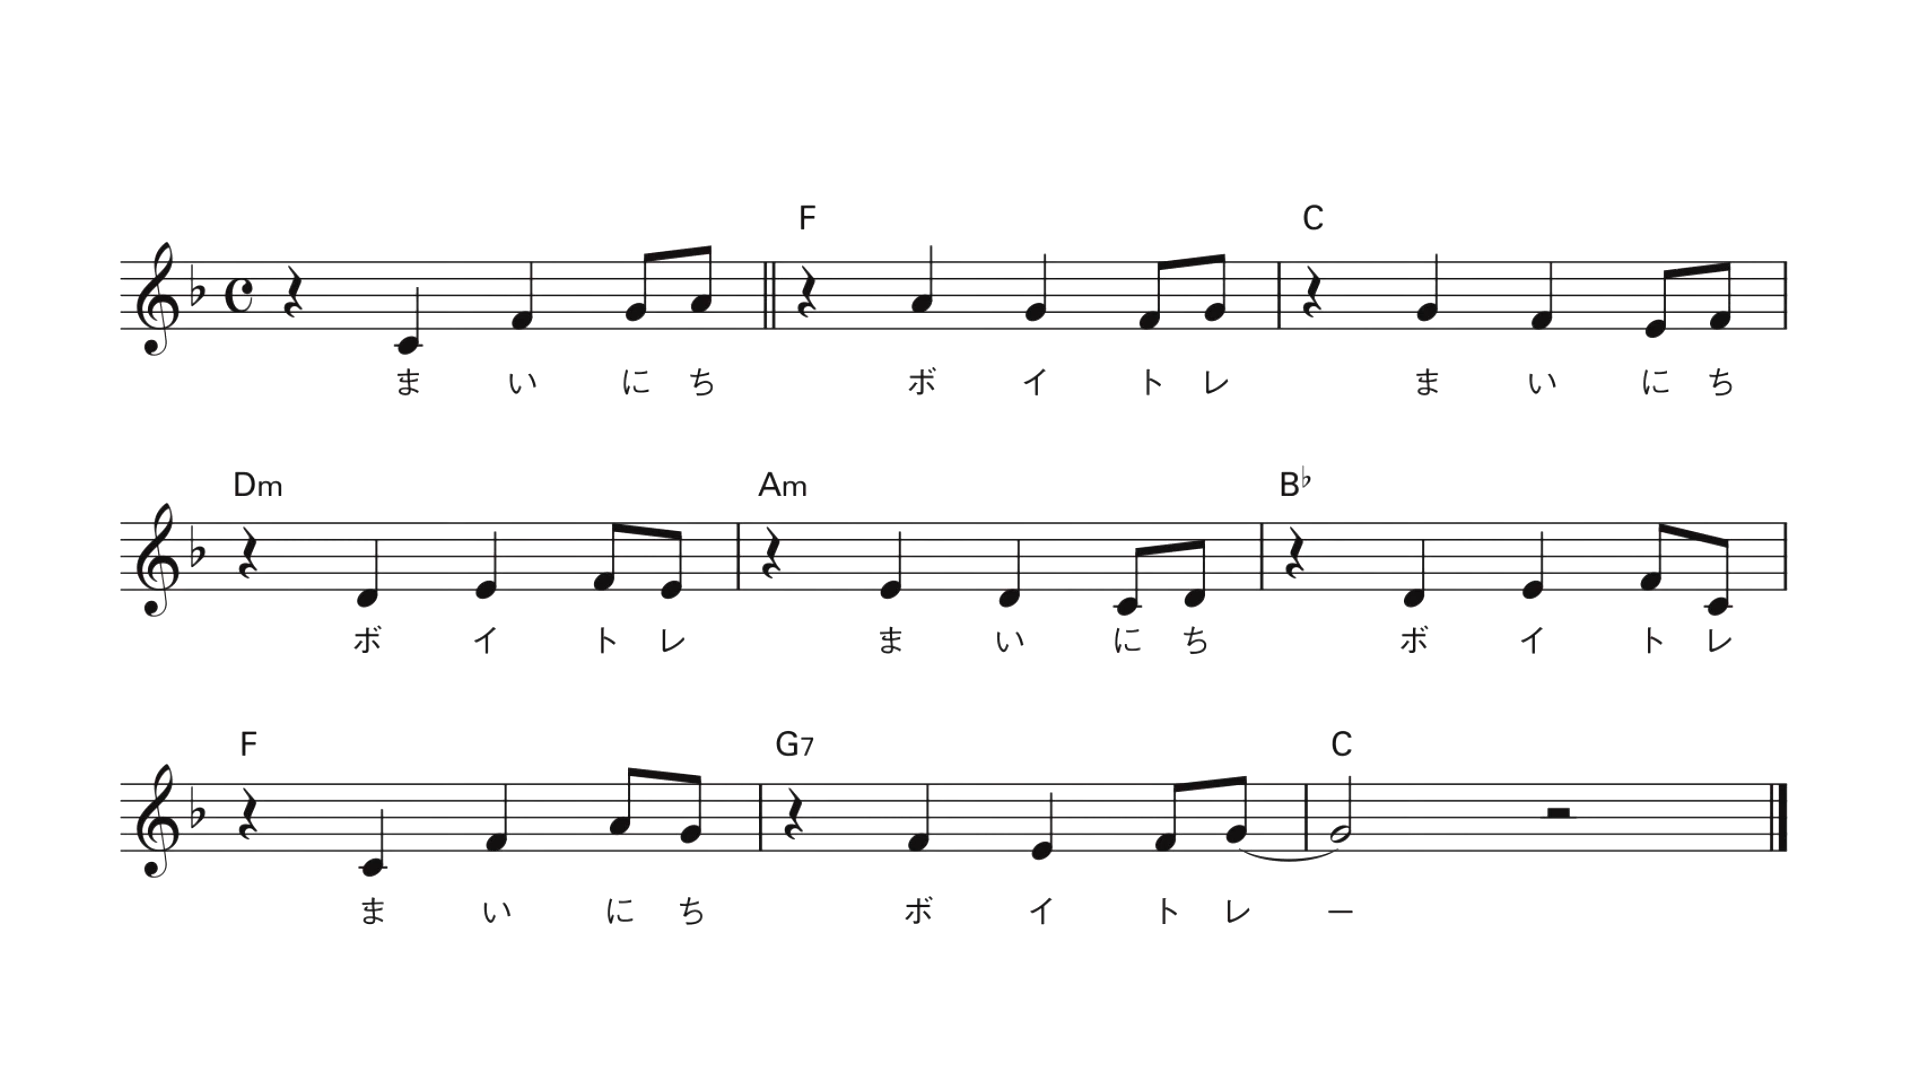 F C
まいにち ボイトレ まいにち
Dm Am B♭
ボイトレ まいにち ボイトレ
F G7 C
まいにち ボイトレー